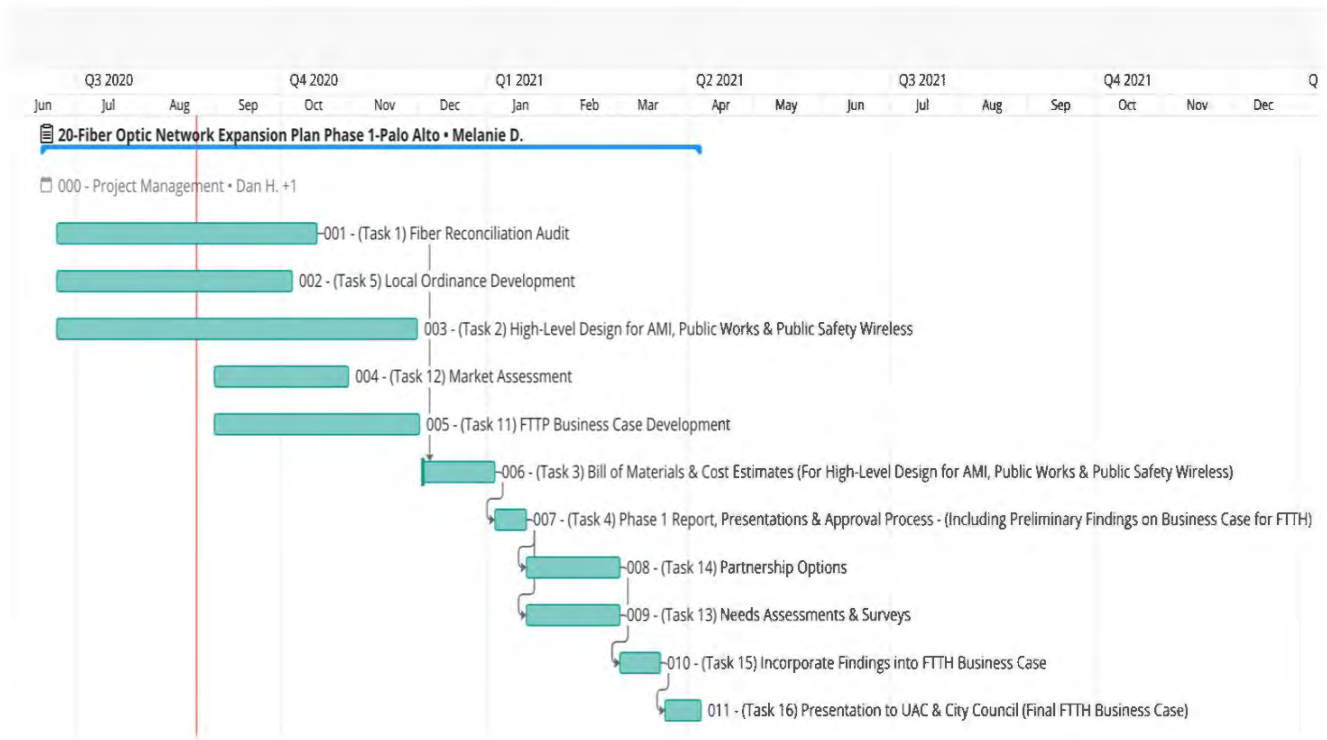 Q3 2020 Q4 2020 Q1 2021 Q2 2021 Q3 2021 Q4 2021 Q
Jun Jul Aug Sep Oct Nov Dec Jan Feb Mar Apr May Jun Jul Aug Sep Oct Nov Dec
20-Fiber Optic Network Expansion Plan Phase 1-Palo Alto • Melanie D.
000 - Project Management • Dan H. +1
001 - (Task 1) Fiber Reconciliation Audit
002 - (Task 5) Local Ordinance Development
003 - (Task 2) High-Level Design for AMI, Public Works & Public Safety Wireless
004 - (Task 12) Market Assessment
005 - (Task 11) FTTP Business Case Development
006 - (Task 3) Bill of Materials & Cost Estimates (For High-Level Design for AMI, Public Works & Public Safety Wireless)
007 - (Task 4) Phase 1 Report, Presentations & Approval Process - (Including Preliminary Findings on Business Case for FTTH)
008 - (Task 14) Partnership Options
009 - (Task 13) Needs Assessments & Surveys
010 - (Task 15) Incorporate Findings into FTTH Business Case
011 - (Task 16) Presentation to UAC & City Council (Final FTTH Business Case)